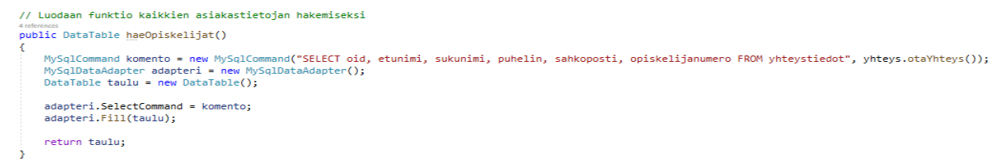 // Luodaan funktio kaikkien asiakastietojan hakemiseksi
4 references
public DataTable haeOpiskelijat()
{
MySqlCommand komento = new MySqlCommand("SELECT oid, etunimi, sukunimi, puhelin, sahkoposti, opiskelijanumero FROM yhteystiedot", yhteys.otaYhteys());
MySqlDataAdapter adapteri = new MySqlDataAdapter();
DataTable taulu = new DataTable();
adapteri.SelectCommand = komento;
adapteri.Fill(taulu);
return taulu;
}